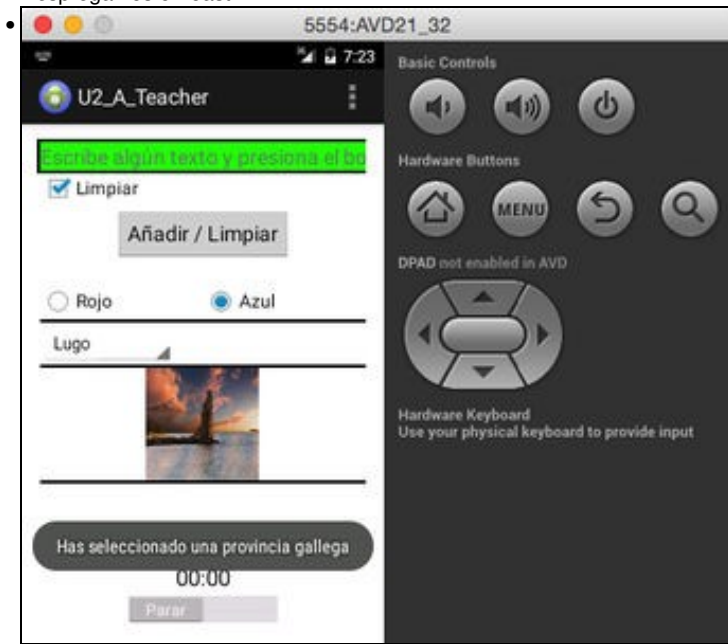 5554:AVD21_32
7:23
U2_A_Teacher
Escribe algún texto y presiona el bo
Limpiar
Añadir / Limpiar
Rojo
Azul
Lugo
Has seleccionado una provincia gallega
00:00
Parar
Basic Controls
Hardware Buttons
MENU
DPAD not enabled in AVD
Hardware Keyboard
Use your physical keyboard to provide input